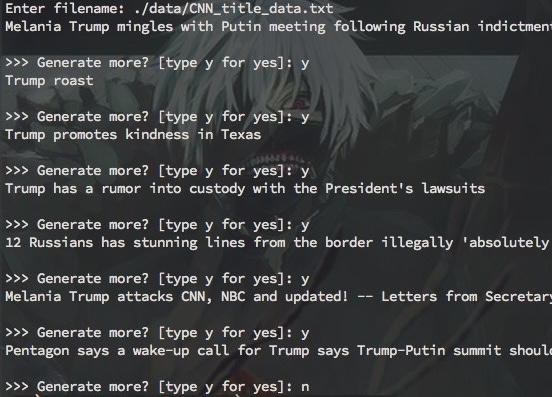 Enter filename: ./data/CNN_title_data.txt
Melania Trump mingles with Putin meeting following Russian indictment
>>> Generate more? [type y for yes]: y
Trump roast
>>> Generate more? [type y for yes]: y
Trump promotes kindness in Texas
>>> Generate more? [type y for yes]: y
Trump has a rumor into custody with the President's lawsuits
>>> Generate more? [type y for yes]: y
12 Russians has stunning lines from the border illegally 'absolutely
>>> Generate more? [type y for yes]: y
Melania Trump attacks CNN, NBC and updated! -- Letters from Secretary
>>> Generate more? [type y for yes]: y
Pentagon says a wake-up call for Trump says Trump-Putin summit shoul
>>> Generate more? [type y for yes]: n